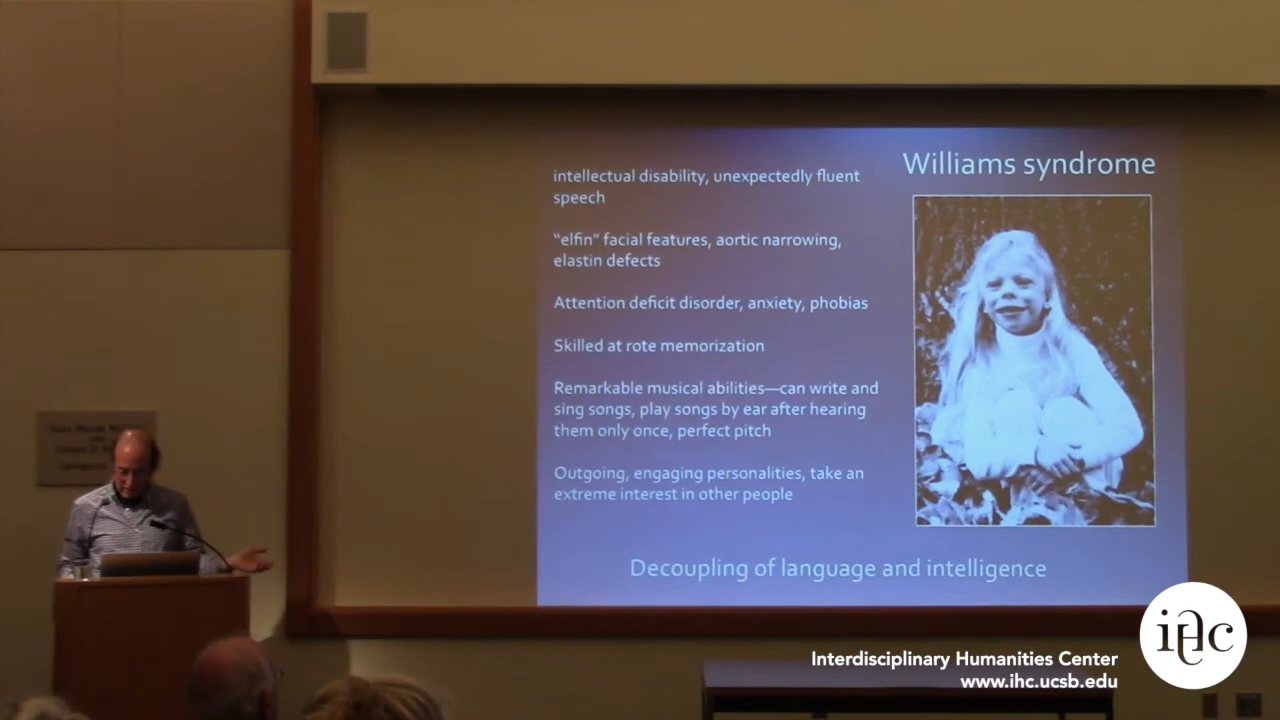 Williams syndrome
intellectual disability, unexpectedly fluent
speech
“elfin” facial features, aortic narrowing,
elastin defects
Attention deficit disorder, anxiety, phobias
Skilled at rote memorization
Remarkable musical abilities—can write and
sing songs, play songs by ear after hearing
them only once, perfect pitch
Outgoing, engaging personalities, take an
extreme interest in other people
Decoupling of language and intelligence
ihc
Interdisciplinary Humanities Center
www.ihc.ucsb.edu